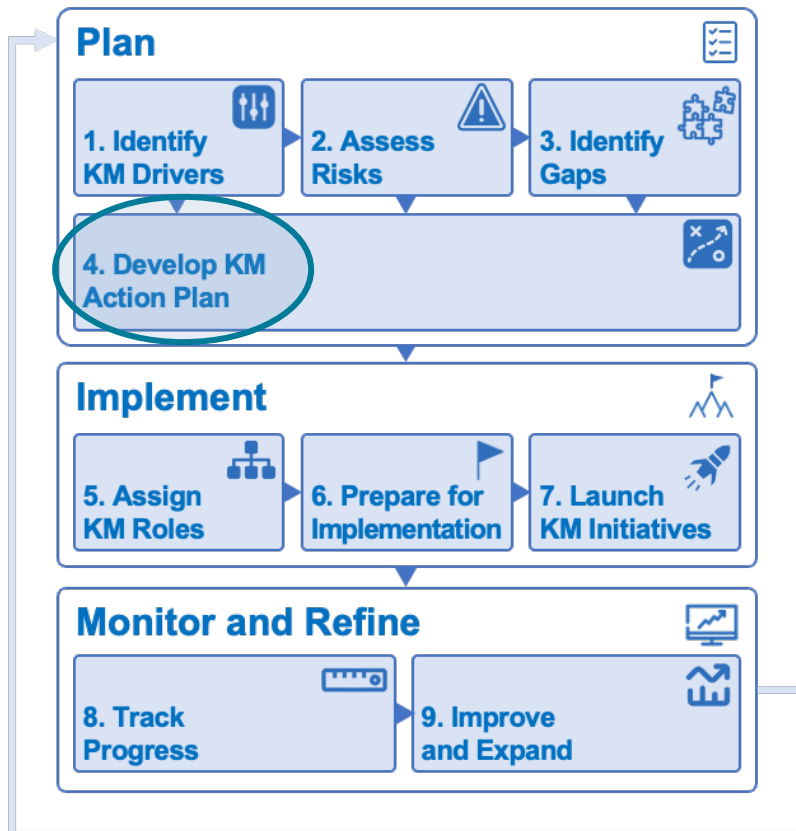 Plan
1. Identify
KM Drivers
2. Assess
Risks
3. Identify
Gaps
4. Develop KM
Action Plan
Implement
5. Assign
KM Roles
6. Prepare for
Implementation
7. Launch
KM Initiatives
Monitor and Refine
8. Track
Progress
9. Improve
and Expand